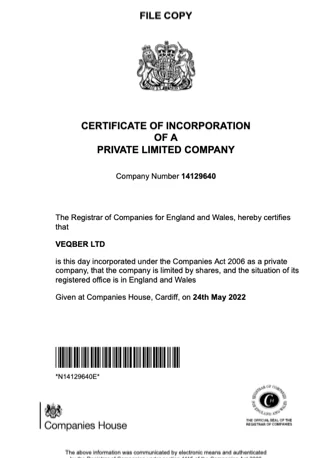 FILE COPY
CERTIFICATE OF INCORPORATION
OF A
PRIVATE LIMITED COMPANY
Company Number 14129640
The Registrar of Companies for England and Wales, hereby certifies
that
VEQBER LTD
is this day incorporated under the Companies Act 2006 as a private
company, that the company is limited by shares, and the situation of its
registered office is in England and Wales
Given at Companies House, Cardiff, on 24th May 2022
*N14129640E*
Companies House
THE OFFICIAL SEAL OF THE
REGISTRAR OF COMPANIES
The above information was communicated by electronic means and authenticated